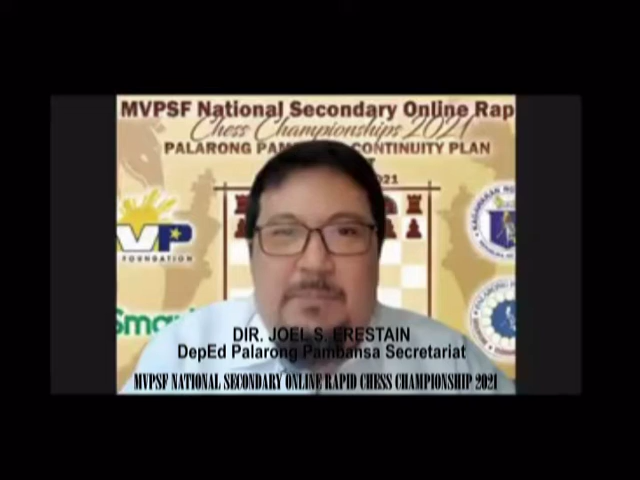 MVPSF National Secondary Online Rap
Chess Championships 2021
PALARONG PAM CONTINUITY PLAN
2021
VP
FOUNDATION
Smar
DIR. JOEL S. ERESTAIN
DepEd Palarong Pambansa Secretariat
MVPSF NATIONAL SECONDARY ONLINE RAPID CHESS CHAMPIONSHIP 2021